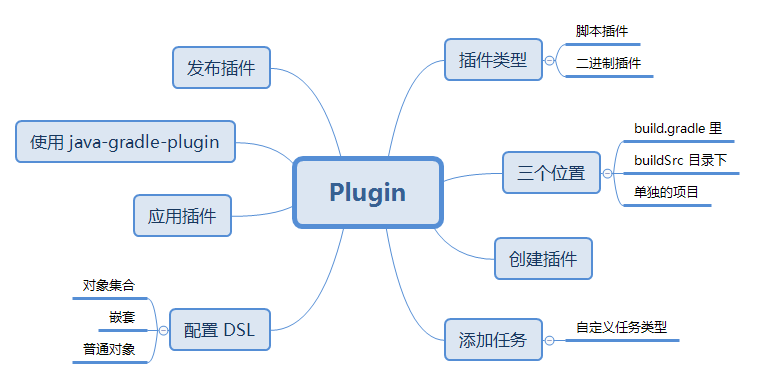 Plugin
插件类型
脚本插件
二进制插件
三个位置
build.gradle 里
buildSrc 目录下
单独的项目
创建插件
添加任务
自定义任务类型
配置 DSL
对象集合
嵌套
普通对象
应用插件
使用 java-gradle-plugin
发布插件